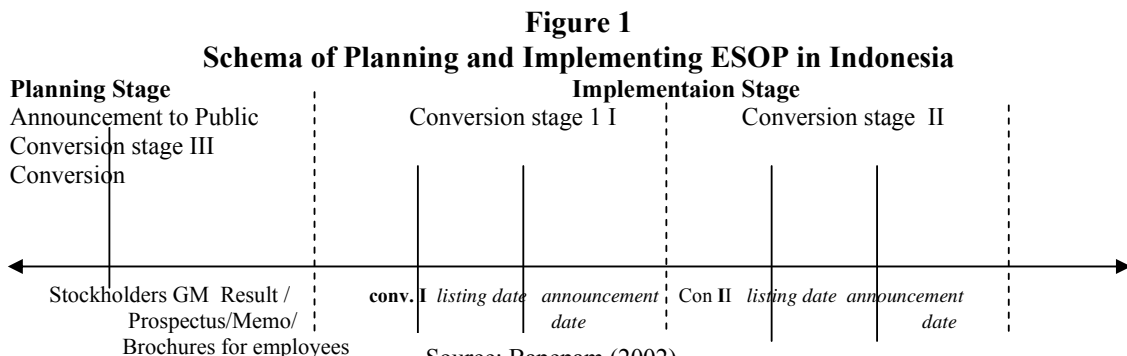 Figure 1
Schema of Planning and Implementing ESOP in Indonesia
Planning Stage Implementaion Stage
Announcement to Public Conversion stage 1 I Conversion stage II
Conversion stage III
Conversion
Stockholders GM Result / conv. I listing date announcement Con II listing date announcement
Prospectus/Memo/ date date
Brochures for employees
Source: Bapepam (2002)